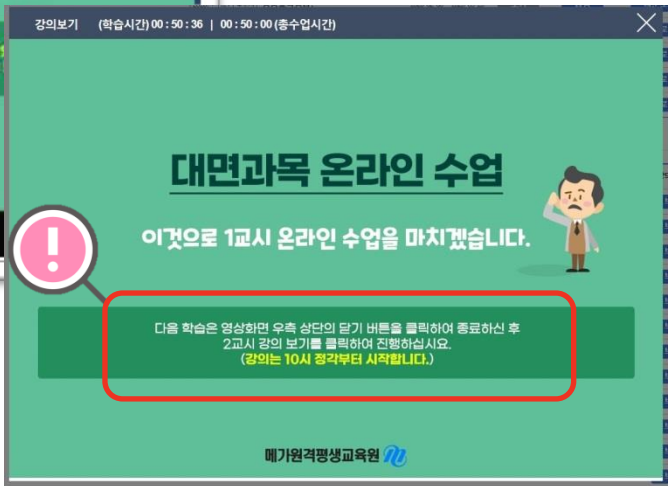 강의보기 (학습시간) 00 : 50 : 36 | 00 : 50 : 00 (총수업시간)
대면과목 온라인 수업
이것으로 1교시 온라인 수업을 마치겠습니다.
!
다음 학습은 영상화면 우측 상단의 닫기 버튼을 클릭하여 종료하신 후
2교시 강의 보기를 클릭하여 진행하십시요.
(강의는 10시 정각부터 시작합니다.)
메가원격평생교육원